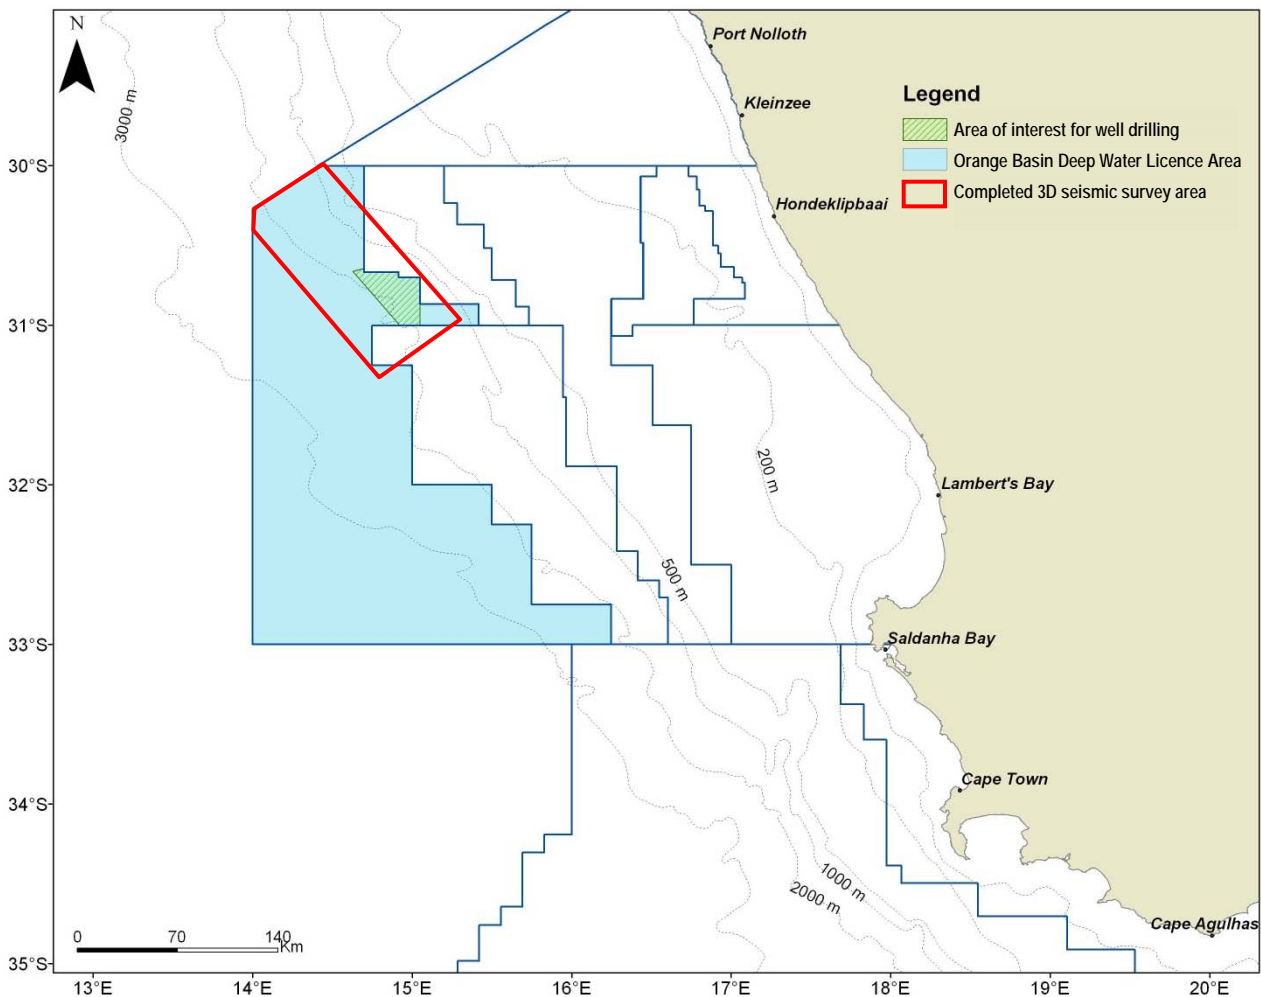 N
Port Nolloth
3000 m
Kleinzee
Legend
Area of interest for well drilling
Orange Basin Deep Water Licence Area
Completed 3D seismic survey area
30°S
Hondeklipbaai
31°S
200 m
32°S
Lambert's Bay
500 m
33°S
Saldanha Bay
Cape Town
34°S
1000 m
2000 m
Cape Agulhas
0 70 140 Km
35°S
13°E 14°E 15°E 16°E 17°E 18°E 19°E 20°E